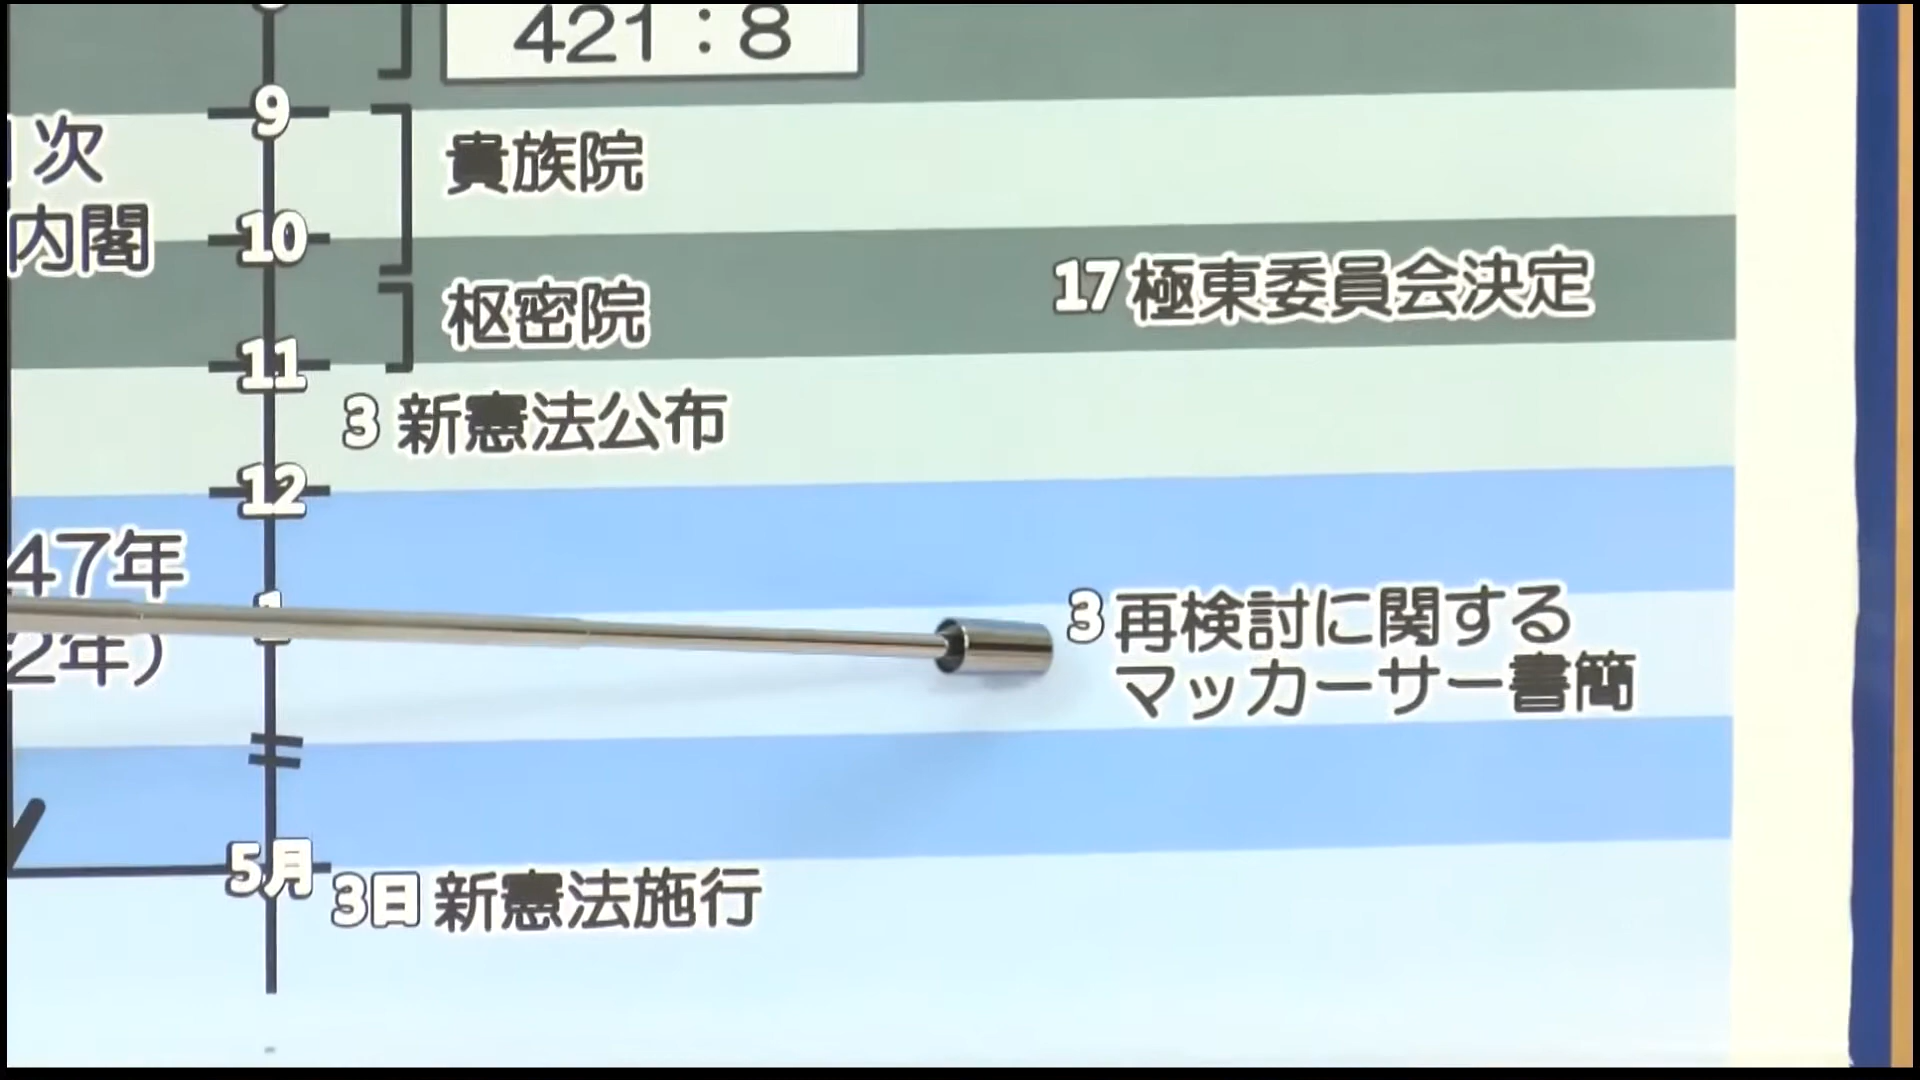 421：8
9
貴族院
次
内閣
10
17 極東委員会決定
枢密院
11
3 新憲法公布
12
47年
1
3 再検討に関する
マッカーサー書簡
2年）
5月
3日 新憲法施行